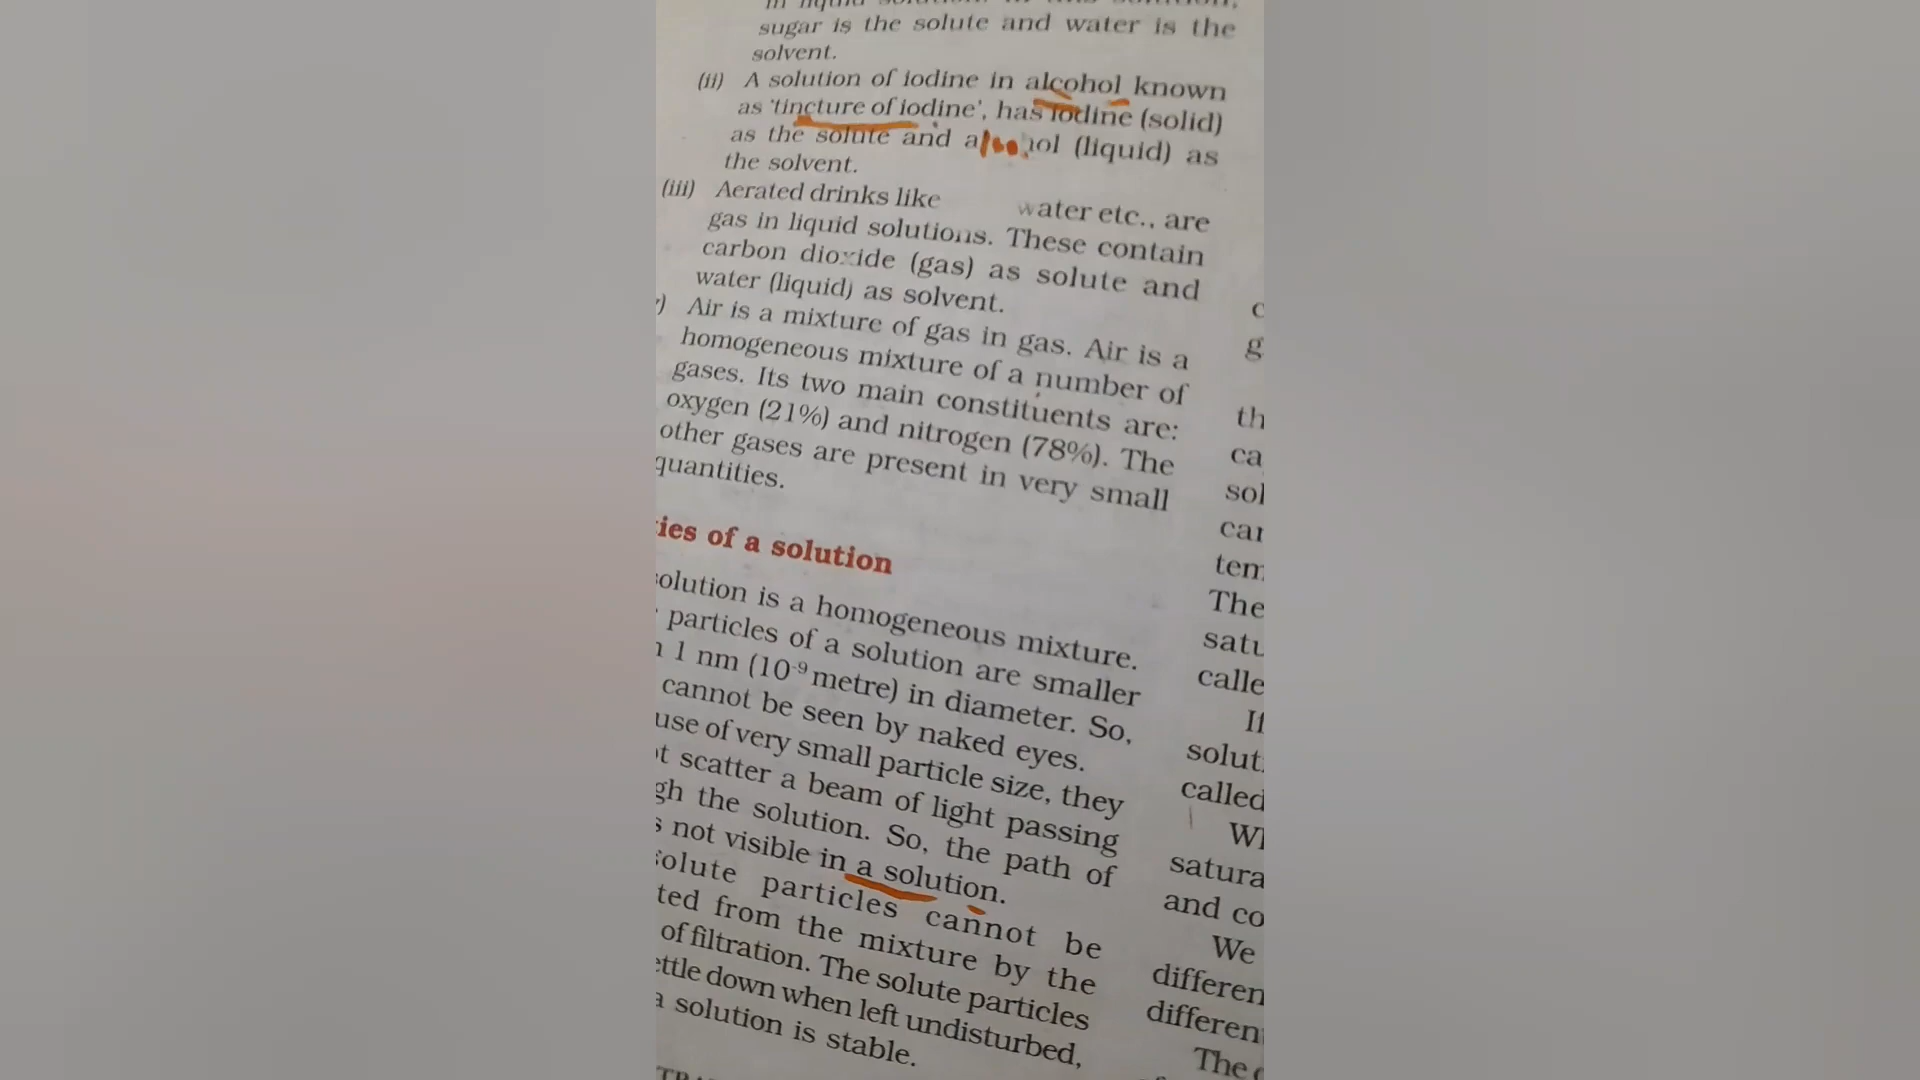 sugar is the solute and water is the
solvent.
(ii) A solution of iodine in alcohol known
as 'tincture of iodine', has iodine (solid)
as the solute and a hol (liquid) as
the solvent.
(iii) Aerated drinks like water etc., are
gas in liquid solutions. These contain
carbon dioxide (gas) as solute and
water (liquid) as solvent.
) Air is a mixture of gas in gas. Air is a
homogeneous mixture of a number of
gases. Its two main constituents are:
oxygen (21%) and nitrogen (78%). The
other gases are present in very small
quantities.
ies of a solution
olution is a homogeneous mixture.
particles of a solution are smaller
1 nm (10-9 metre) in diameter. So,
cannot be seen by naked eyes.
use of very small particle size, they
t scatter a beam of light passing
gh the solution. So, the path of
s not visible in a solution.
olute particles cannot be
ted from the mixture by the
of filtration. The solute particles
ettle down when left undisturbed,
a solution is stable.
c
g
th
ca
sol
car
tem
The
satu
calle
If
solut
called
Wh
satura
and co
We
differen
differen
The